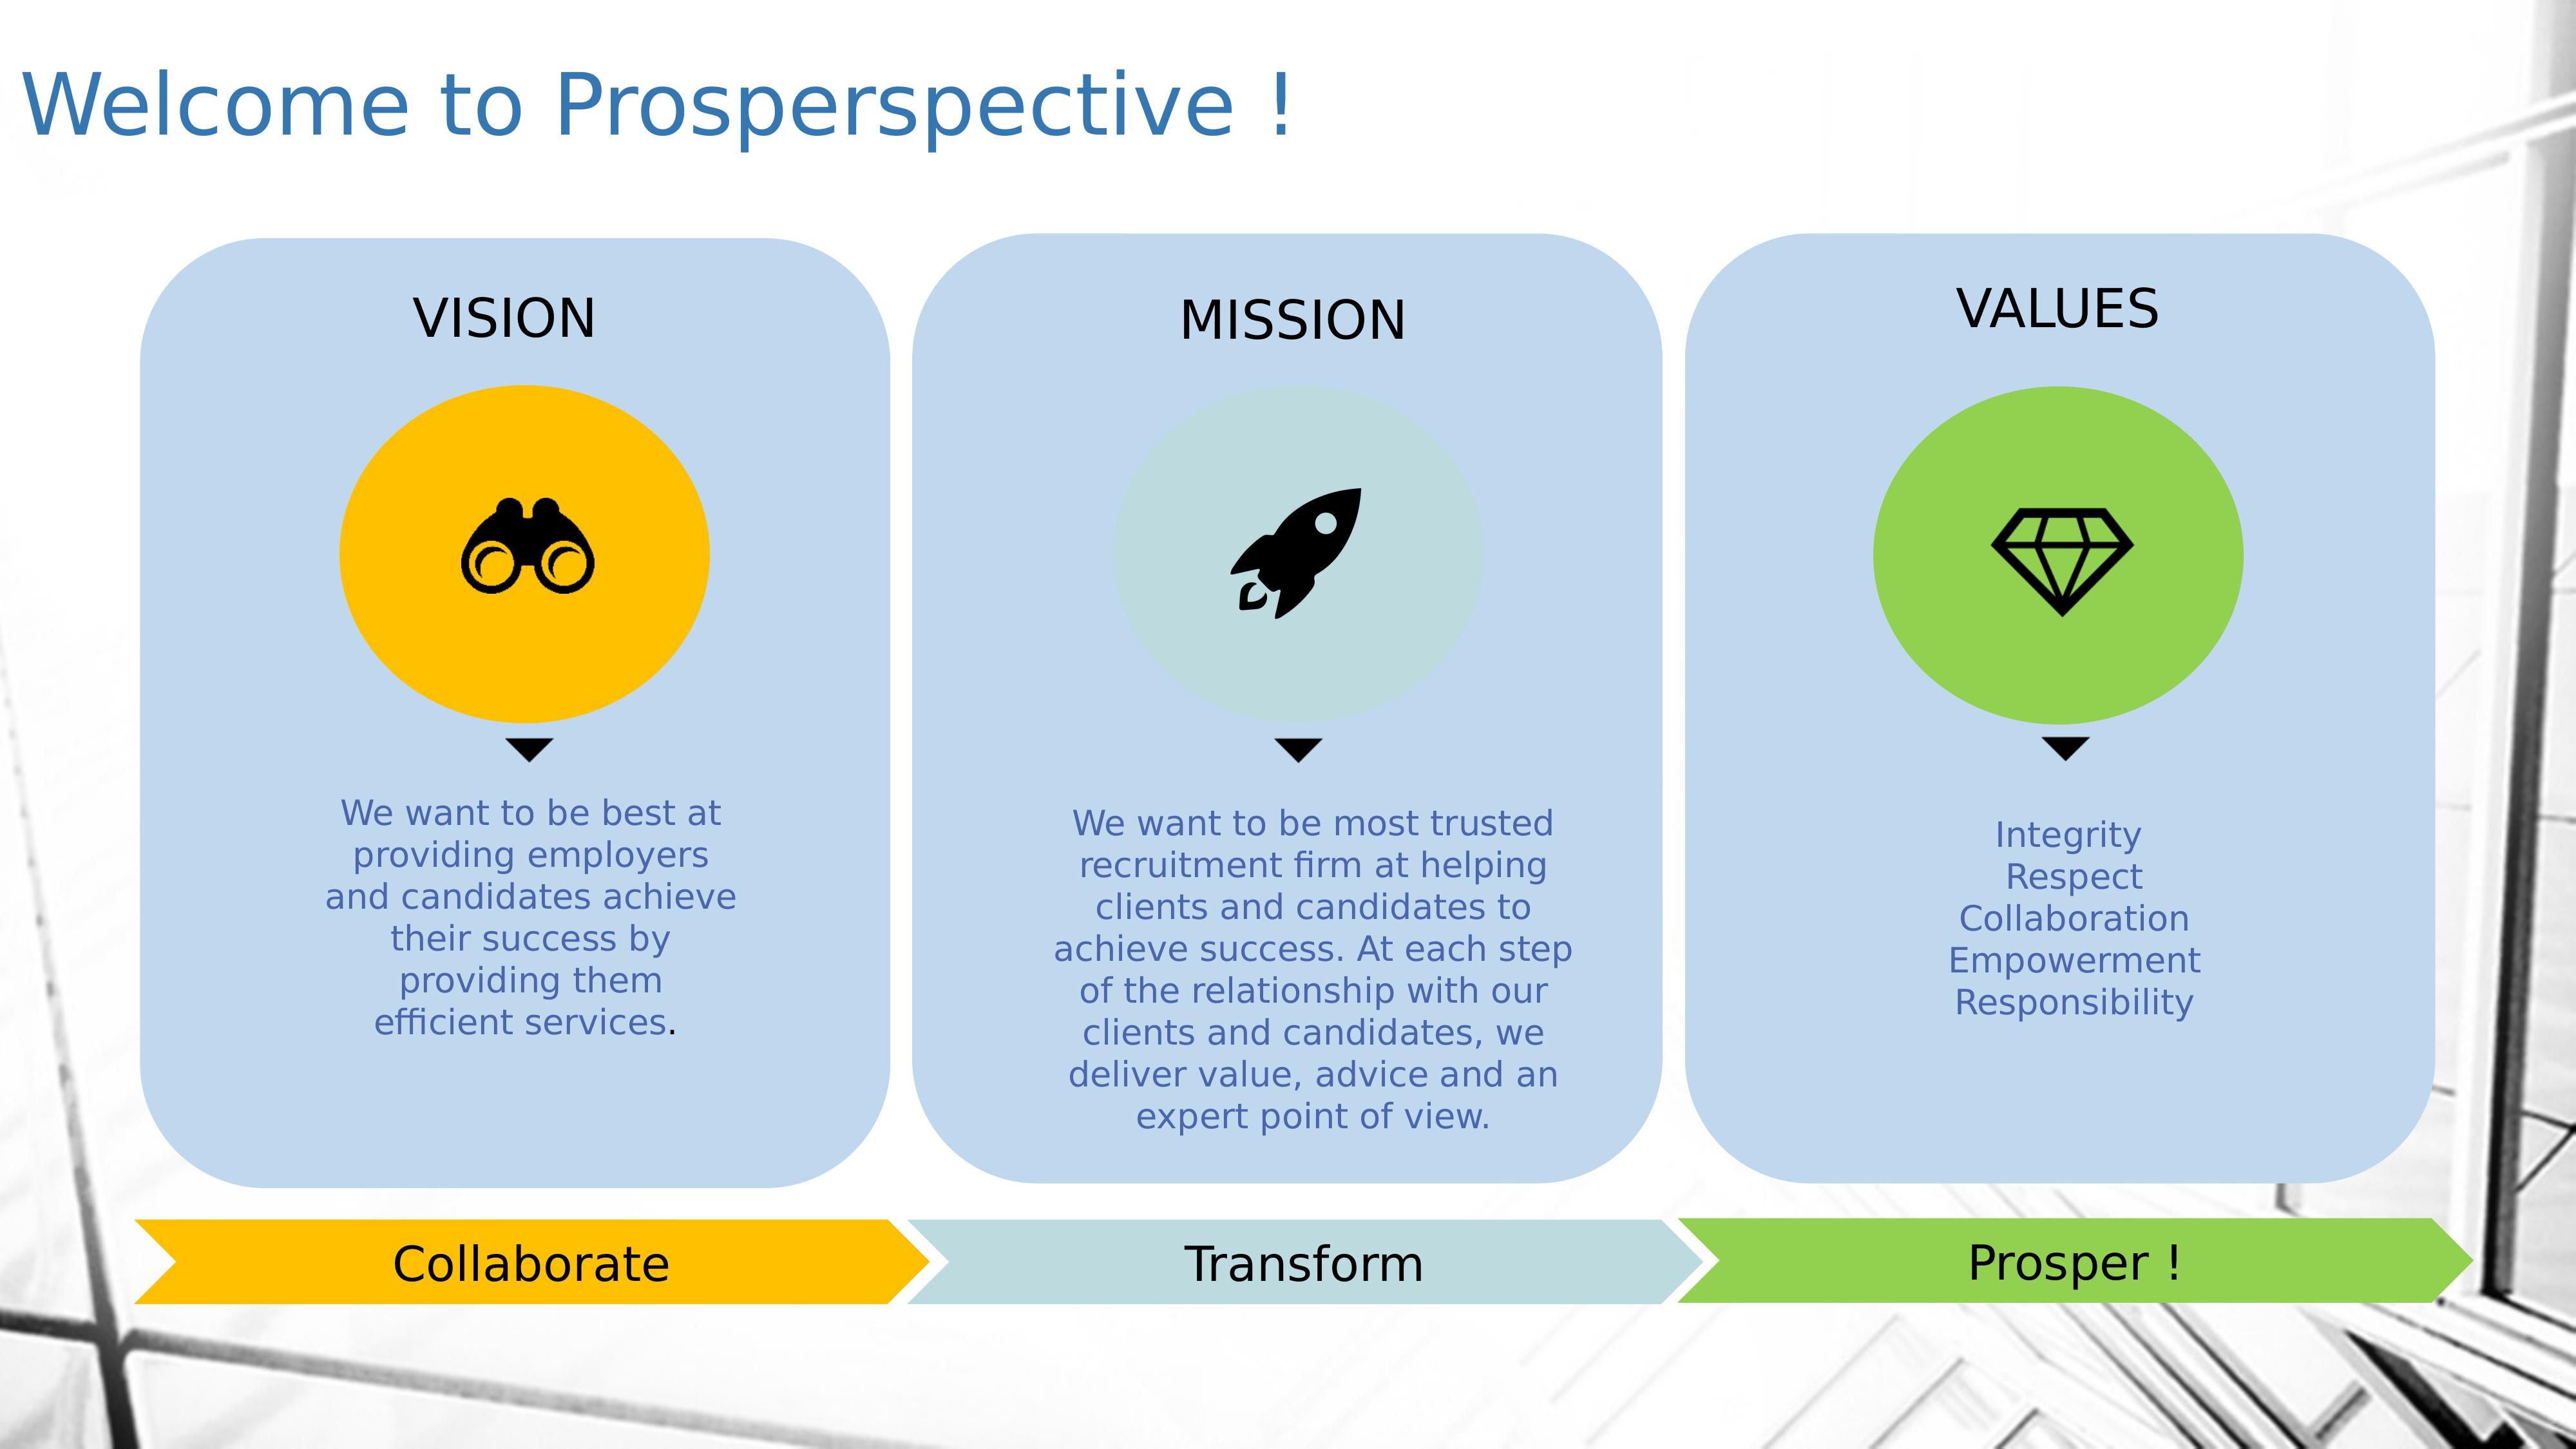 Welcome to Prosperspective !
VISION
We want to be best at
providing employers
and candidates achieve
their success by
providing them
efficient services.
MISSION
We want to be most trusted
recruitment firm at helping
clients and candidates to
achieve success. At each step
of the relationship with our
clients and candidates, we
deliver value, advice and an
expert point of view.
VALUES
Integrity
Respect
Collaboration
Empowerment
Responsibility
Collaborate
Transform
Prosper !